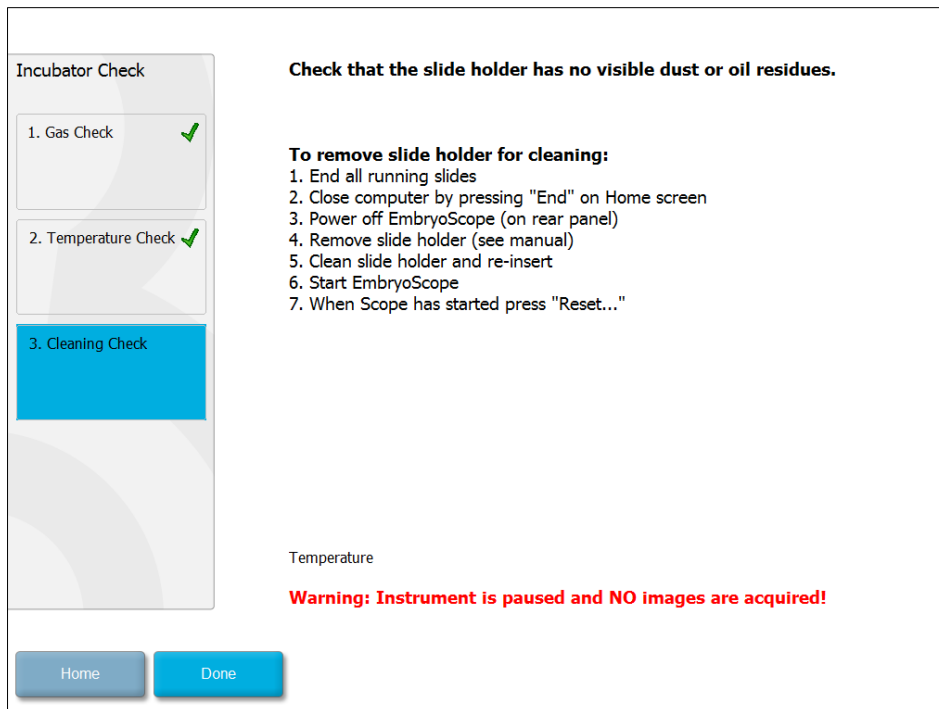 Incubator Check
1. Gas Check
2. Temperature Check
3. Cleaning Check
Check that the slide holder has no visible dust or oil residues.
To remove slide holder for cleaning:
1. End all running slides
2. Close computer by pressing "End" on Home screen
3. Power off EmbryoScope (on rear panel)
4. Remove slide holder (see manual)
5. Clean slide holder and re-insert
6. Start EmbryoScope
7. When Scope has started press "Reset..."
Temperature
Warning: Instrument is paused and NO images are acquired!
Home
Done